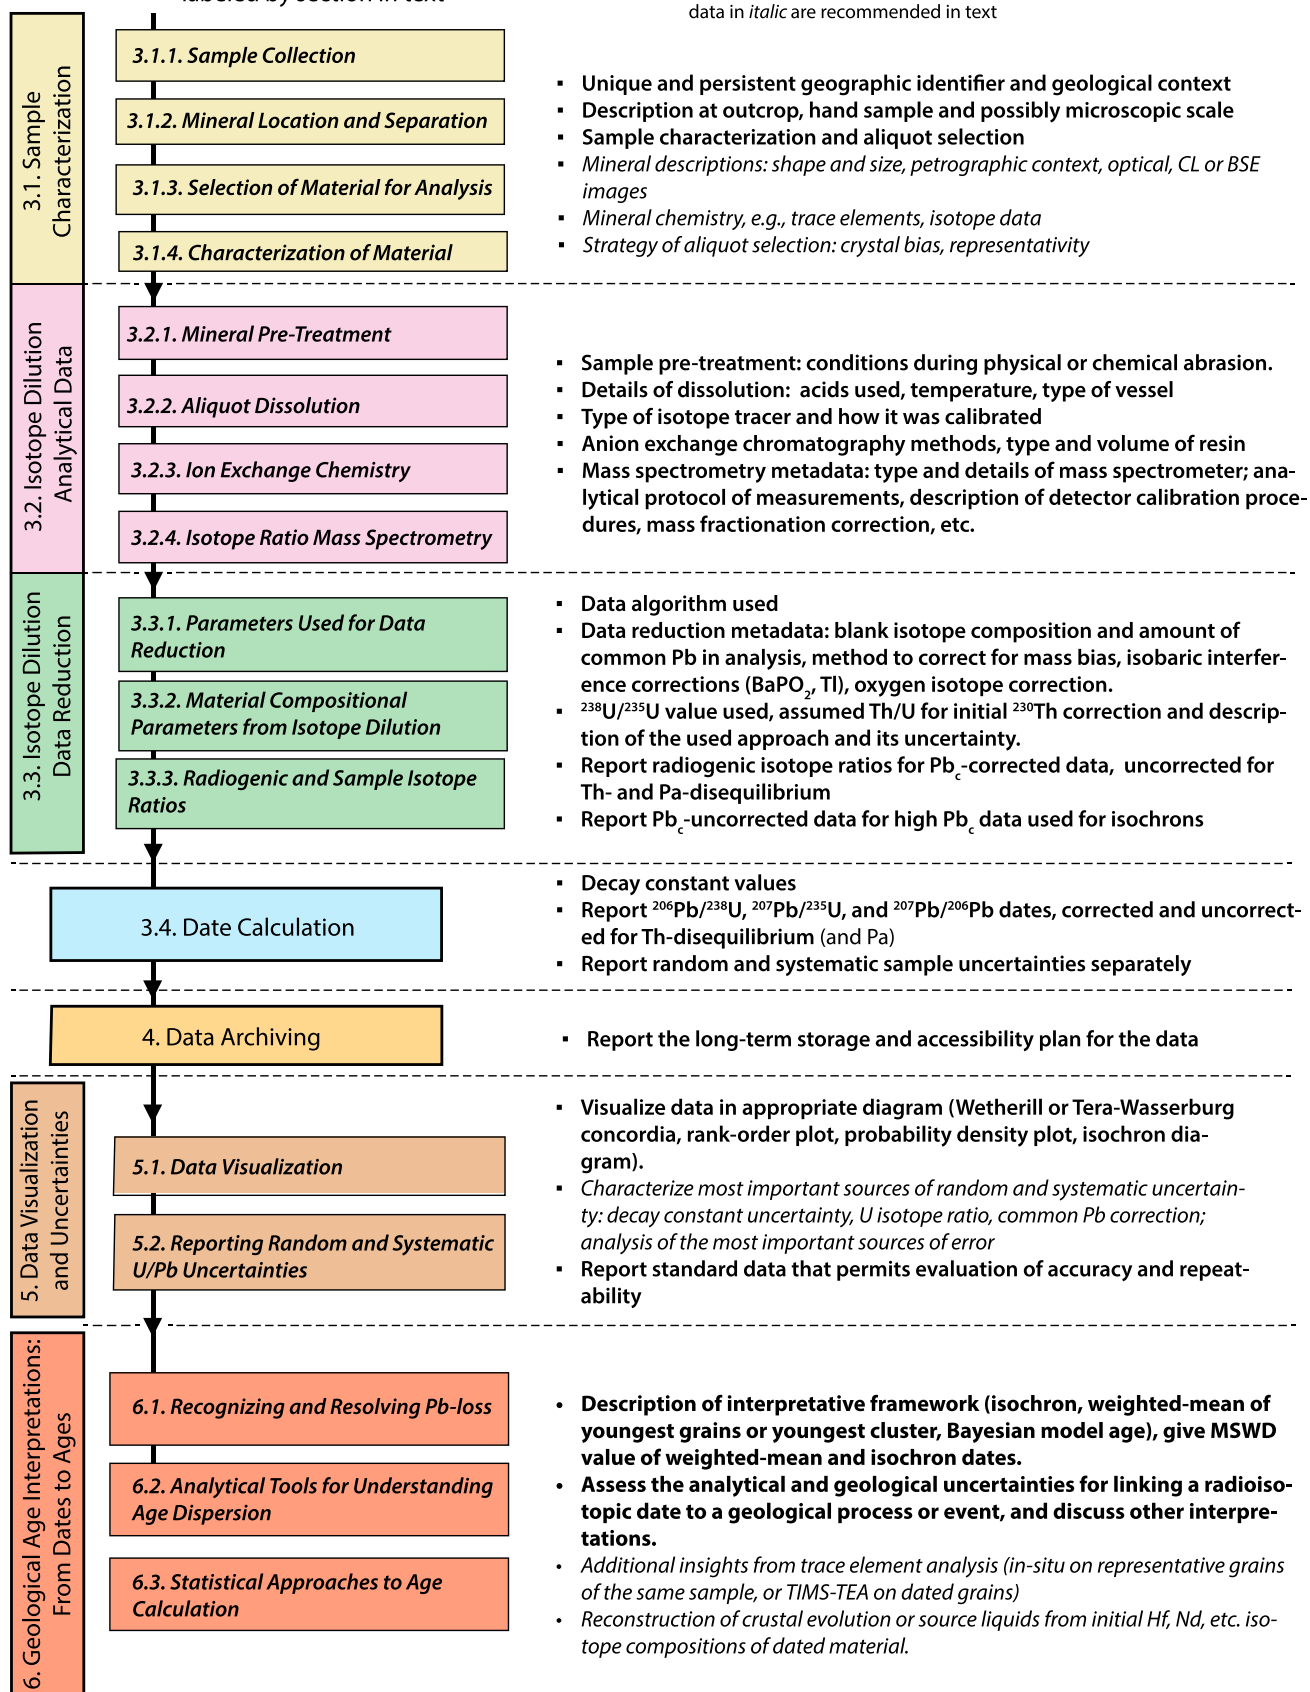 labeled by section in text
data in italic are recommended in text
3.1. Sample
Characterization
3.1.1. Sample Collection
3.1.2. Mineral Location and Separation
3.1.3. Selection of Material for Analysis
3.1.4. Characterization of Material
▪ Unique and persistent geographic identifier and geological context
▪ Description at outcrop, hand sample and possibly microscopic scale
▪ Sample characterization and aliquot selection
▪ Mineral descriptions: shape and size, petrographic context, optical, CL or BSE
images
▪ Mineral chemistry, e.g., trace elements, isotope data
▪ Strategy of aliquot selection: crystal bias, representativity
3.2. Isotope Dilution
Analytical Data
3.2.1. Mineral Pre-Treatment
3.2.2. Aliquot Dissolution
3.2.3. Ion Exchange Chemistry
3.2.4. Isotope Ratio Mass Spectrometry
▪ Sample pre-treatment: conditions during physical or chemical abrasion.
▪ Details of dissolution: acids used, temperature, type of vessel
▪ Type of isotope tracer and how it was calibrated
▪ Anion exchange chromatography methods, type and volume of resin
▪ Mass spectrometry metadata: type and details of mass spectrometer; ana-
lytical protocol of measurements, description of detector calibration proce-
dures, mass fractionation correction, etc.
3.3. Isotope Dilution
Data Reduction
3.3.1. Parameters Used for Data
Reduction
3.3.2. Material Compositional
Parameters from Isotope Dilution
3.3.3. Radiogenic and Sample Isotope
Ratios
▪ Data algorithm used
▪ Data reduction metadata: blank isotope composition and amount of
common Pb in analysis, method to correct for mass bias, isobaric interfer-
ence corrections (BaPO₂, Tl), oxygen isotope correction.
▪ ²³⁸U/²³⁵U value used, assumed Th/U for initial ²³⁰Th correction and descrip-
tion of the used approach and its uncertainty.
▪ Report radiogenic isotope ratios for Pbc-corrected data, uncorrected for
Th- and Pa-disequilibrium
▪ Report Pbc-uncorrected data for high Pbc data used for isochrons
3.4. Date Calculation
▪ Decay constant values
▪ Report ²⁰⁶Pb/²³⁸U, ²⁰⁷Pb/²³⁵U, and ²⁰⁷Pb/²⁰⁶Pb dates, corrected and uncorrect-
ed for Th-disequilibrium (and Pa)
▪ Report random and systematic sample uncertainties separately
4. Data Archiving
▪ Report the long-term storage and accessibility plan for the data
5. Data Visualization
and Uncertainties
5.1. Data Visualization
5.2. Reporting Random and Systematic
U/Pb Uncertainties
▪ Visualize data in appropriate diagram (Wetherill or Tera-Wasserburg
concordia, rank-order plot, probability density plot, isochron dia-
gram).
▪ Characterize most important sources of random and systematic uncertain-
ty: decay constant uncertainty, U isotope ratio, common Pb correction;
analysis of the most important sources of error
▪ Report standard data that permits evaluation of accuracy and repeat-
ability
6. Geological Age Interpretations:
From Dates to Ages
6.1. Recognizing and Resolving Pb-loss
6.2. Analytical Tools for Understanding
Age Dispersion
6.3. Statistical Approaches to Age
Calculation
• Description of interpretative framework (isochron, weighted-mean of
youngest grains or youngest cluster, Bayesian model age), give MSWD
value of weighted-mean and isochron dates.
• Assess the analytical and geological uncertainties for linking a radioiso-
topic date to a geological process or event, and discuss other interpre-
tations.
• Additional insights from trace element analysis (in-situ on representative grains
of the same sample, or TIMS-TEA on dated grains)
• Reconstruction of crustal evolution or source liquids from initial Hf, Nd, etc. iso-
tope compositions of dated material.